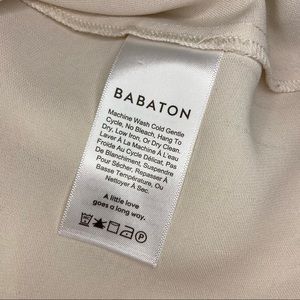 BABATON
Machine Wash Cold Gentle
Cycle, No Bleach, Hang To
Dry, Low Iron, Or Dry Clean.
Laver À La Machine À L'eau
Froide Au Cycle Délicat, Pas
De Blanchiment, Suspendre
Pour Sécher, Repasser À
Basse Température, Ou
Nettoyer À Sec.
A little love
goes a long way.